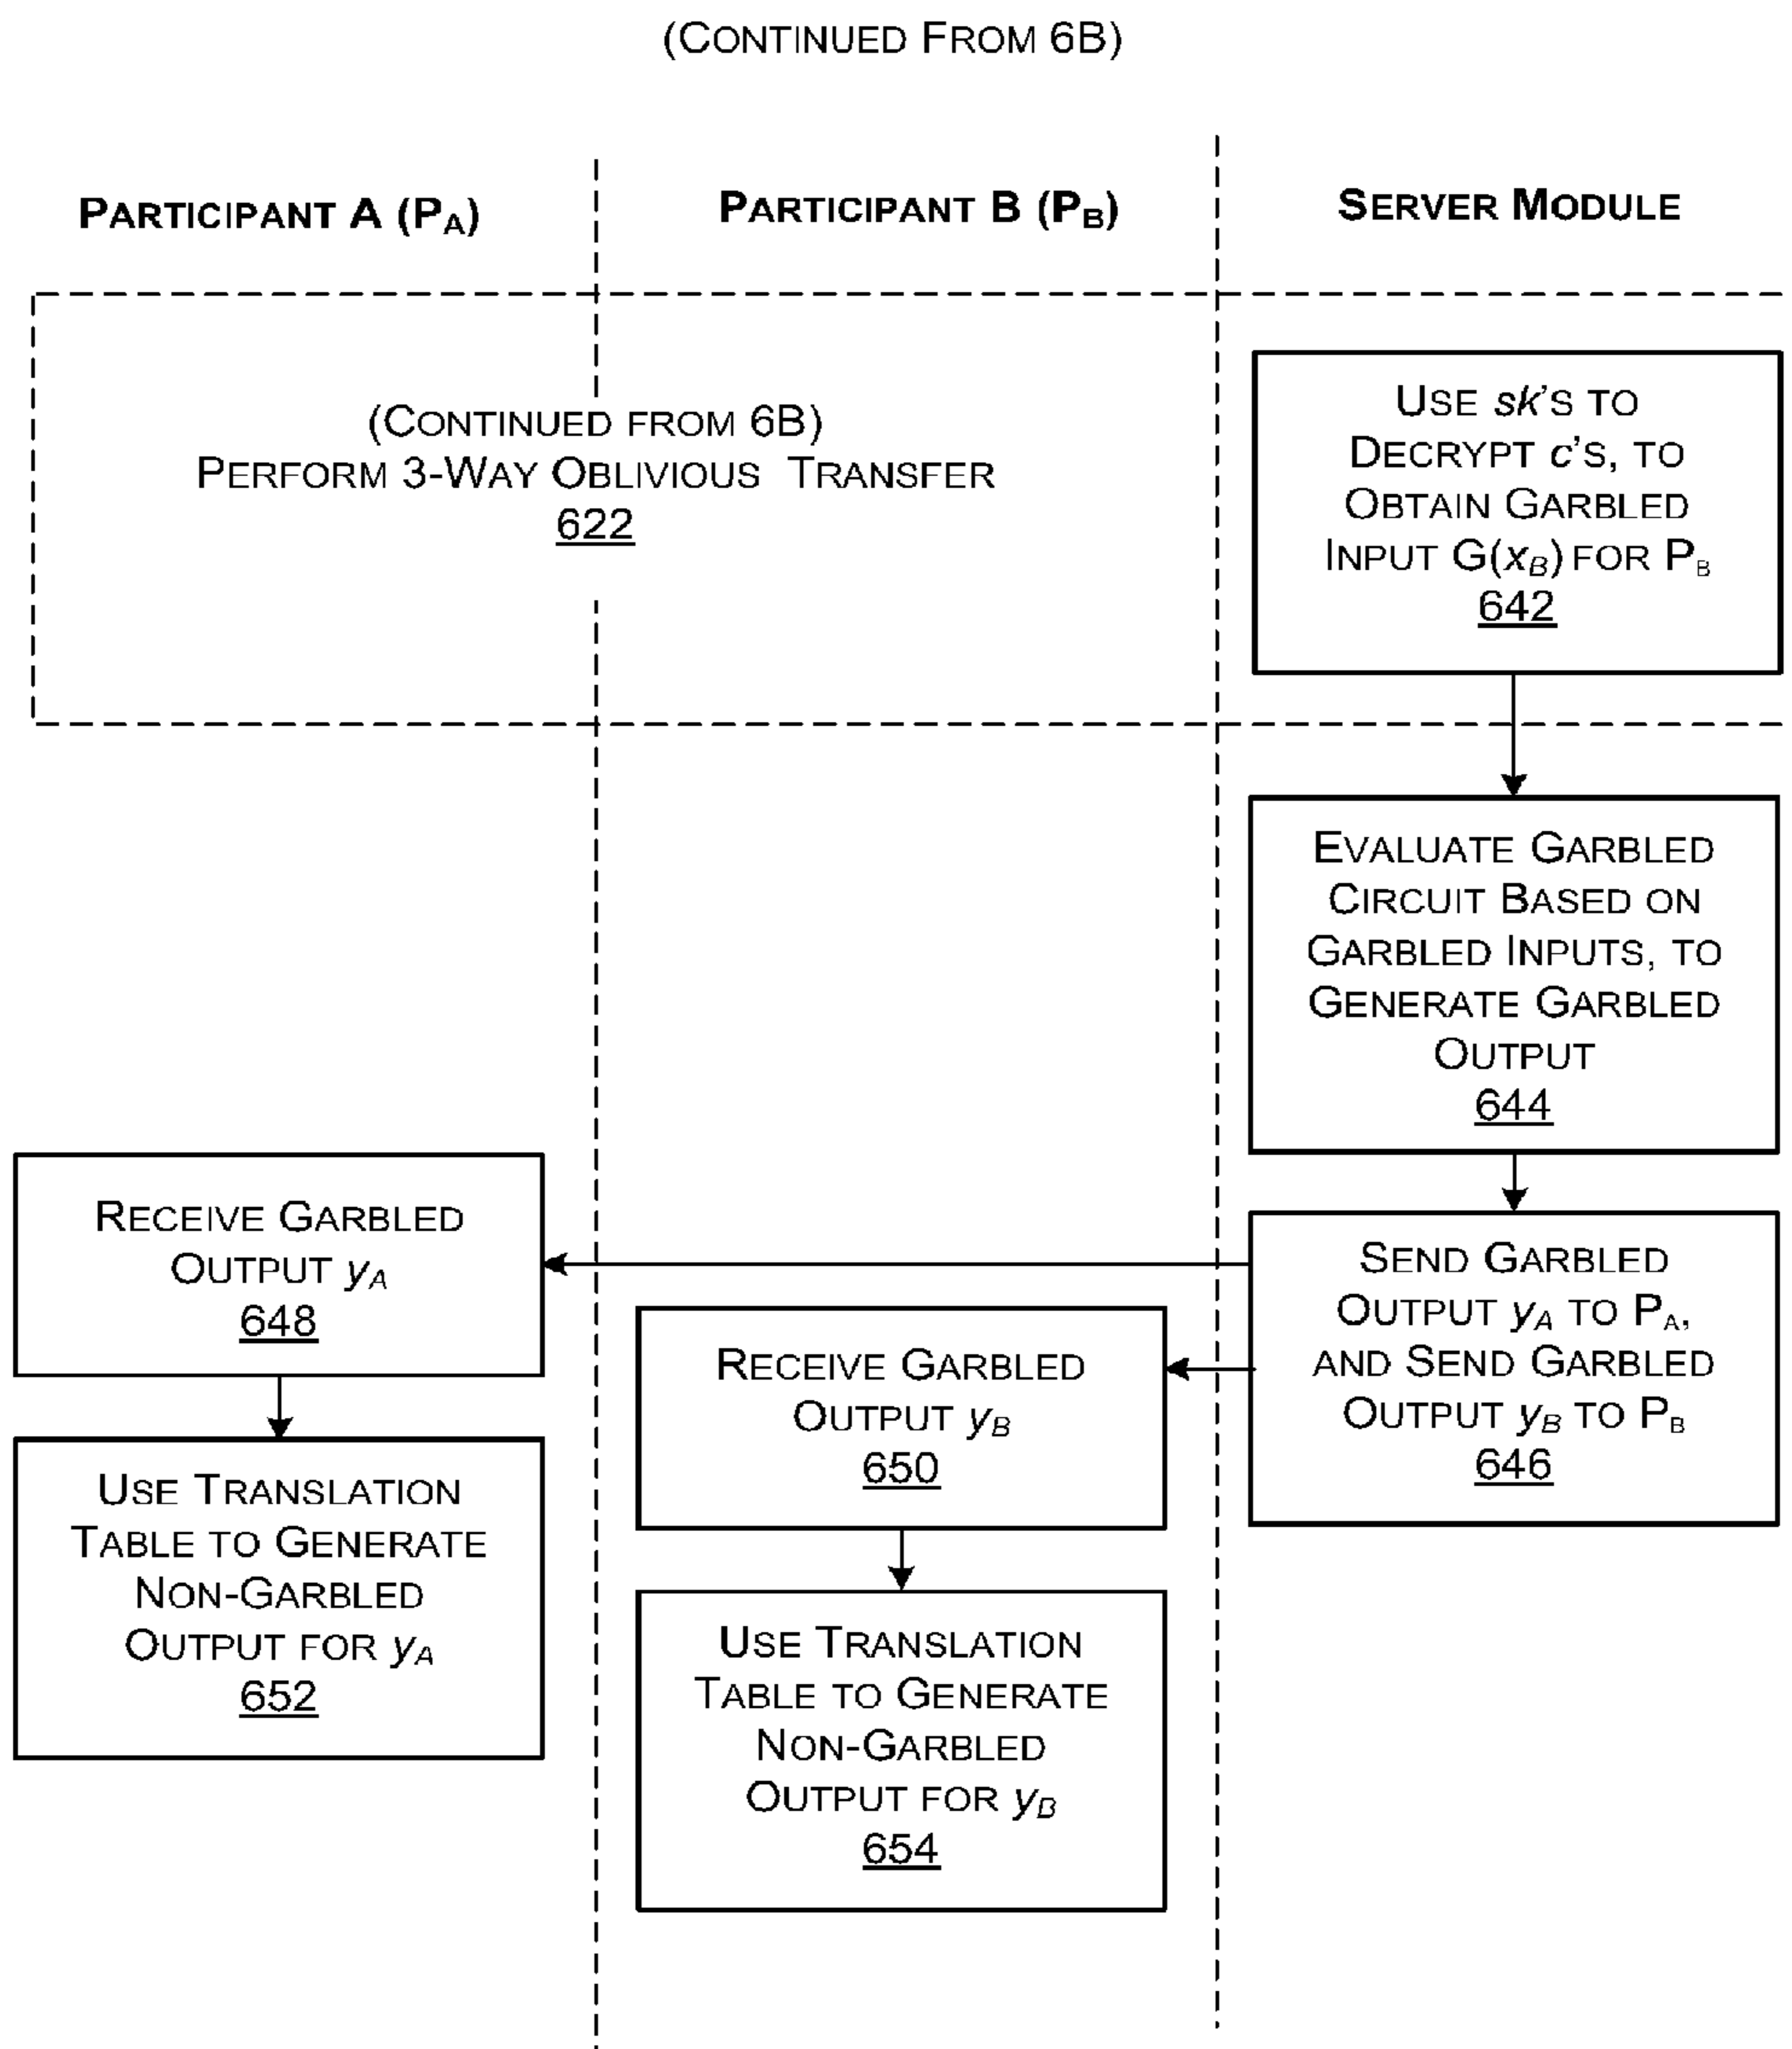 (CONTINUED FROM 6B)
PARTICIPANT A (PA)
PARTICIPANT B (PB)
SERVER MODULE
(CONTINUED FROM 6B)
PERFORM 3-WAY OBLIVIOUS TRANSFER
622
USE sk'S TO
DECRYPT c'S, TO
OBTAIN GARBLED
INPUT G(xB) FOR PB
642
EVALUATE GARBLED
CIRCUIT BASED ON
GARBLED INPUTS, TO
GENERATE GARBLED
OUTPUT
644
RECEIVE GARBLED
OUTPUT yA
648
SEND GARBLED
OUTPUT yA TO PA,
AND SEND GARBLED
OUTPUT yB TO PB
646
RECEIVE GARBLED
OUTPUT yB
650
USE TRANSLATION
TABLE TO GENERATE
NON-GARBLED
OUTPUT FOR yA
652
USE TRANSLATION
TABLE TO GENERATE
NON-GARBLED
OUTPUT FOR yB
654